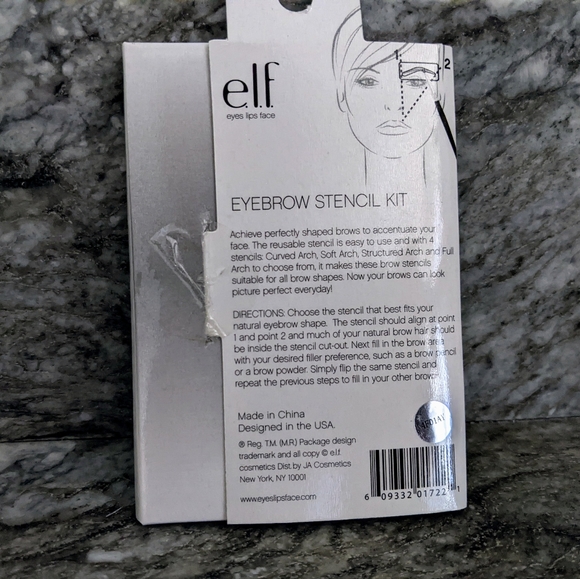 1
2
e.l.f.
eyes lips face
EYEBROW STENCIL KIT
Achieve perfectly shaped brows to accentuate your
face. The reusable stencil is easy to use and with 4
stencils: Curved Arch, Soft Arch, Structured Arch and Full
Arch to choose from, it makes these brow stencils
suitable for all brow shapes. Now your brows can look
picture perfect everyday!
DIRECTIONS: Choose the stencil that best fits your
natural eyebrow shape. The stencil should align at point
1 and point 2 and much of your natural brow hair should
be inside the stencil cut-out. Next fill in the brow area
with your desired filler preference, such as a brow pencil
or a brow powder. Simply flip the same stencil and
repeat the previous steps to fill in your other brow.
Made in China
Designed in the USA.
® Reg. T.M. (M.R.) Package design
trademark and all copy © e.l.f.
cosmetics Dist. by JA Cosmetics
New York, NY 10001
www.eyeslipsface.com
6 09332 01722 1